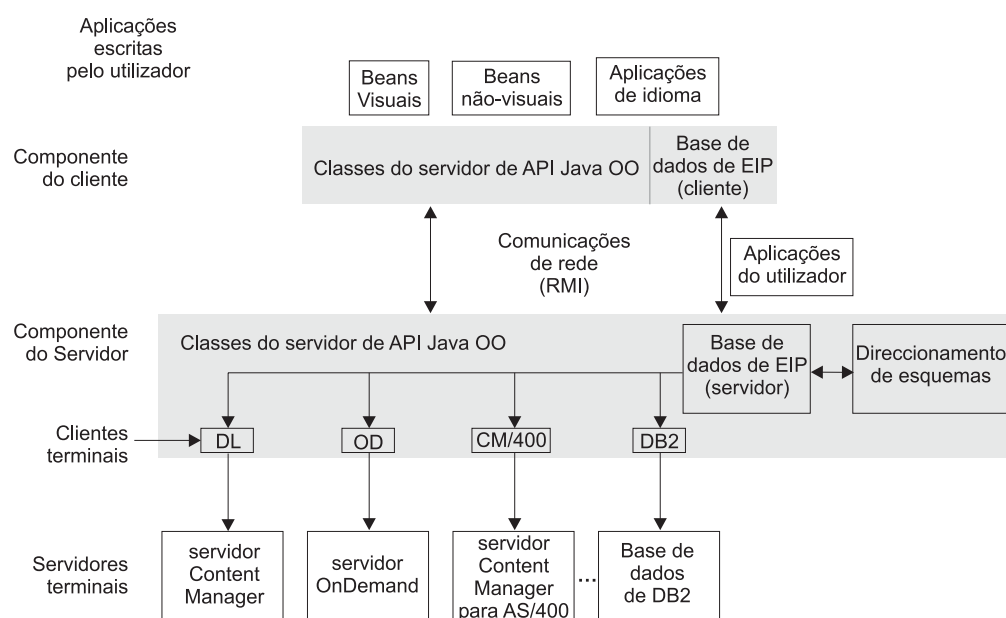 Aplicações
escritas
pelo utilizador
Beans
Visuais
Beans
não-visuais
Aplicações
de idioma
Componente
do cliente
Classes do servidor de API Java OO
Base de
dados de EIP
(cliente)
Comunicações
de rede
(RMI)
Aplicações
do utilizador
Componente
do Servidor
Classes do servidor de API Java OO
Base de
dados de EIP
(servidor)
Direccionamento
de esquemas
Clientes
terminais
DL
OD
CM/400
DB2
Servidores
terminais
servidor
Content
Manager
servidor
OnDemand
servidor
Content
Manager
para AS/400
...
Base de
dados
de DB2